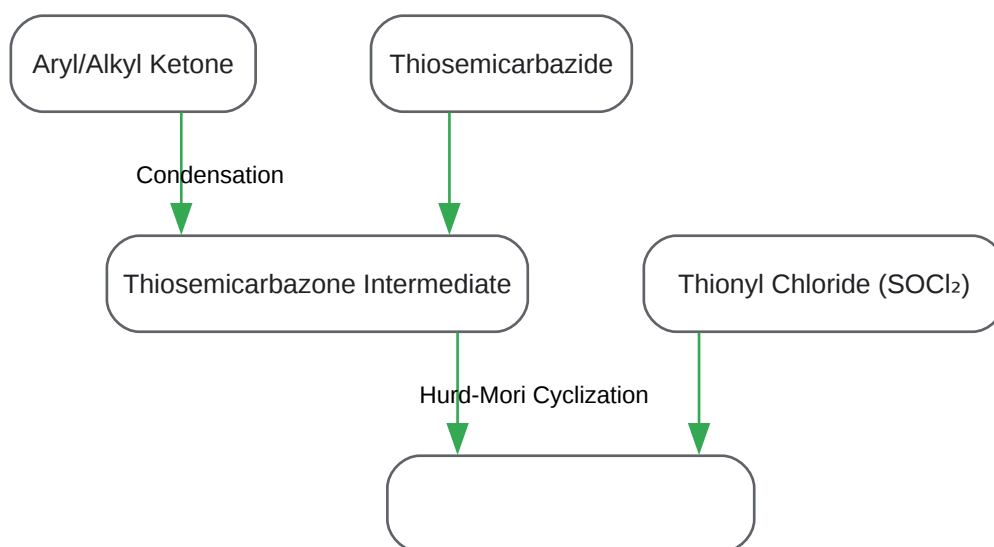 Aryl/Alkyl Ketone
Thiosemicarbazide
Condensation
Thiosemicarbazone Intermediate
Thionyl Chloride (SOCl₂)
Hurd-Mori Cyclization